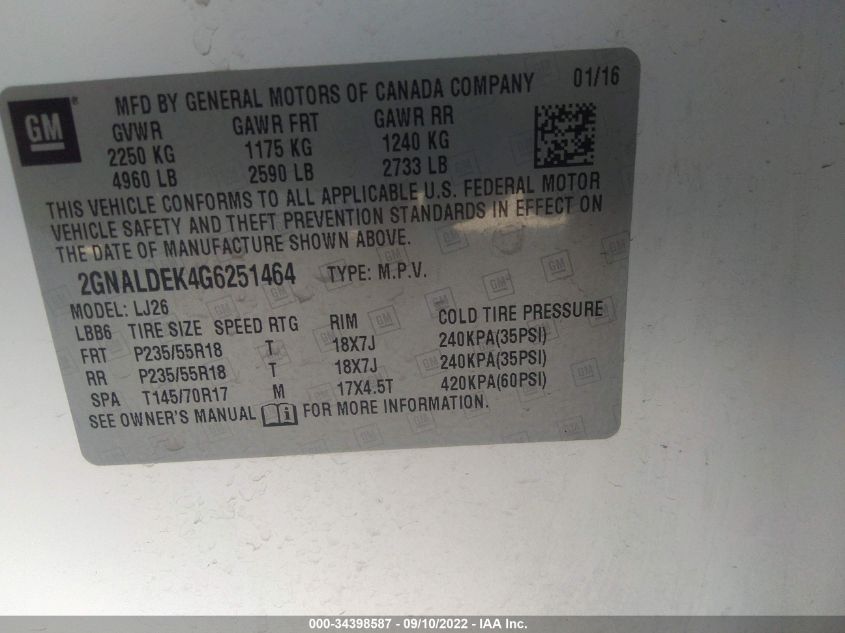 GM ®
MFD BY GENERAL MOTORS OF CANADA COMPANY 01/16
GVWR GAWR FRT GAWR RR
2250 KG 1175 KG 1240 KG
4960 LB 2590 LB 2733 LB
THIS VEHICLE CONFORMS TO ALL APPLICABLE U.S. FEDERAL MOTOR
VEHICLE SAFETY AND THEFT PREVENTION STANDARDS IN EFFECT ON
THE DATE OF MANUFACTURE SHOWN ABOVE.
2GNALDEK4G6251464 TYPE: M.P.V.
MODEL: LJ26
LBB6 TIRE SIZE SPEED RTG RIM COLD TIRE PRESSURE
FRT P235/55R18 T 18X7J 240KPA(35PSI)
RR P235/55R18 T 18X7J 240KPA(35PSI)
SPA T145/70R17 M 17X4.5T 420KPA(60PSI)
SEE OWNER'S MANUAL FOR MORE INFORMATION.
000-34398587 - 09/10/2022 - IAA Inc.